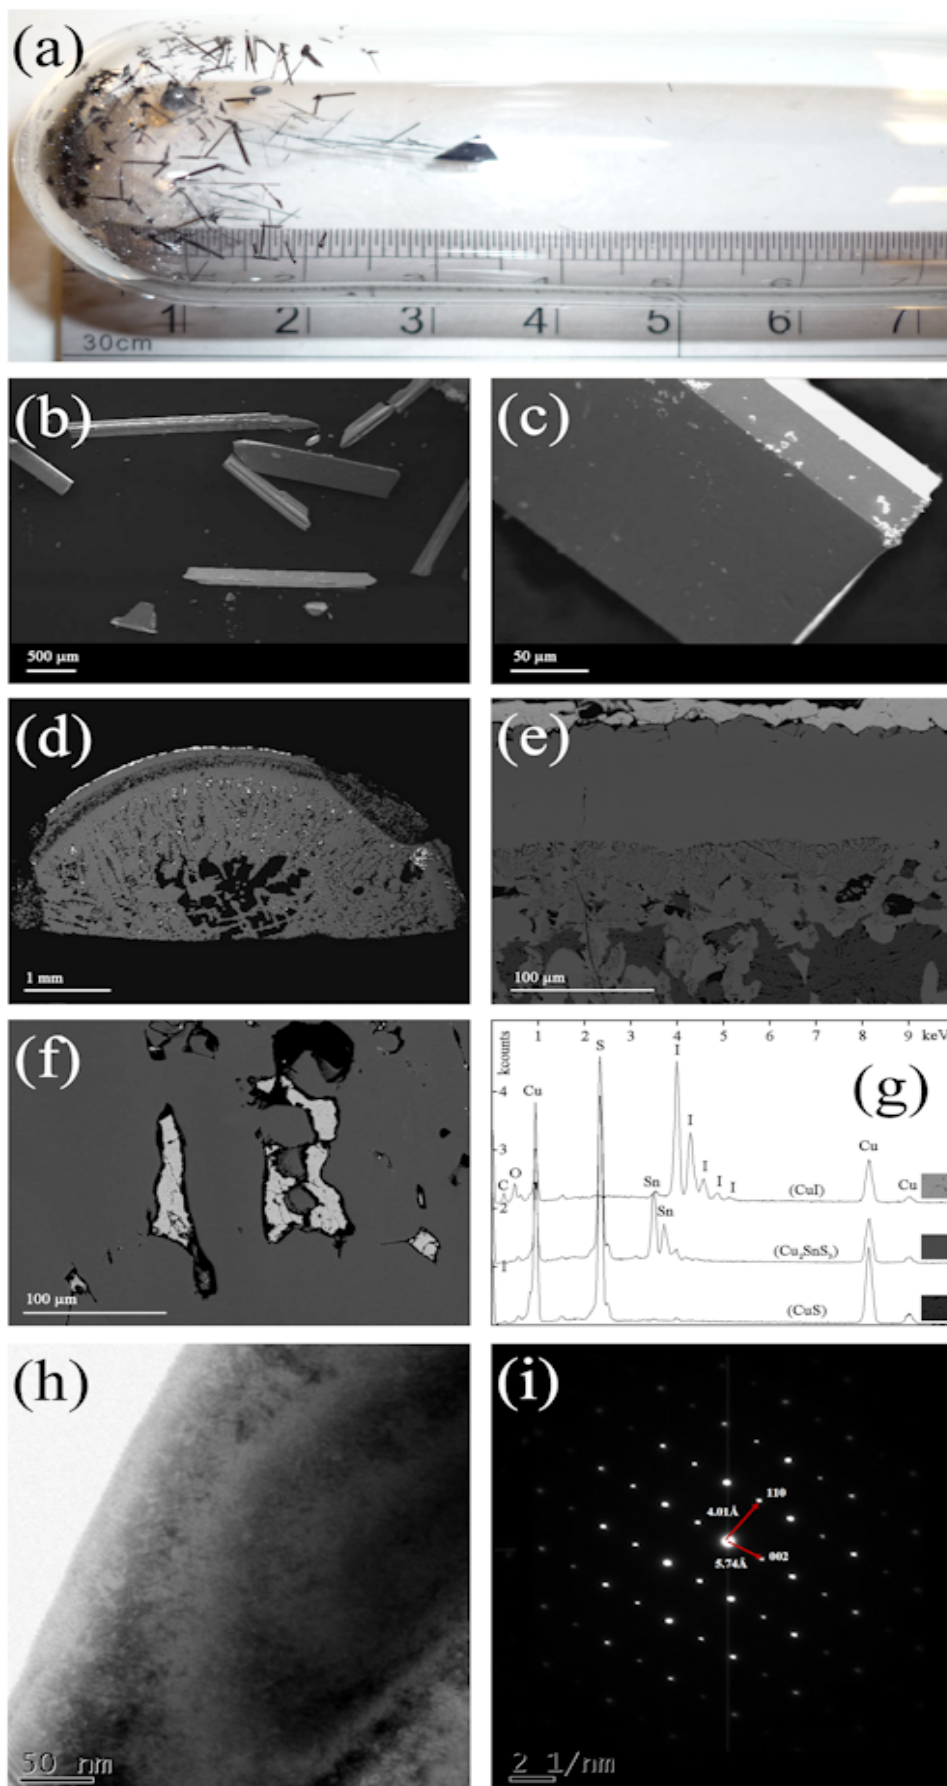 (a)
1 2 3 4 5 6 7
30cm
(b)
500 µm
(c)
50 µm
(d)
1 mm
(e)
100 µm
(f)
100 µm
(g)
1 2 3 4 5 6 7 8 9 keV
kcounts
S
I
4
Cu
3
I
Cu
I
Sn
O
C
I
I
Cu
(CuI)
2
Sn
(Cu₂SnS₃)
1
(CuS)
(h)
50 nm
(i)
110
4.01Å
5.74Å
002
2 1/nm